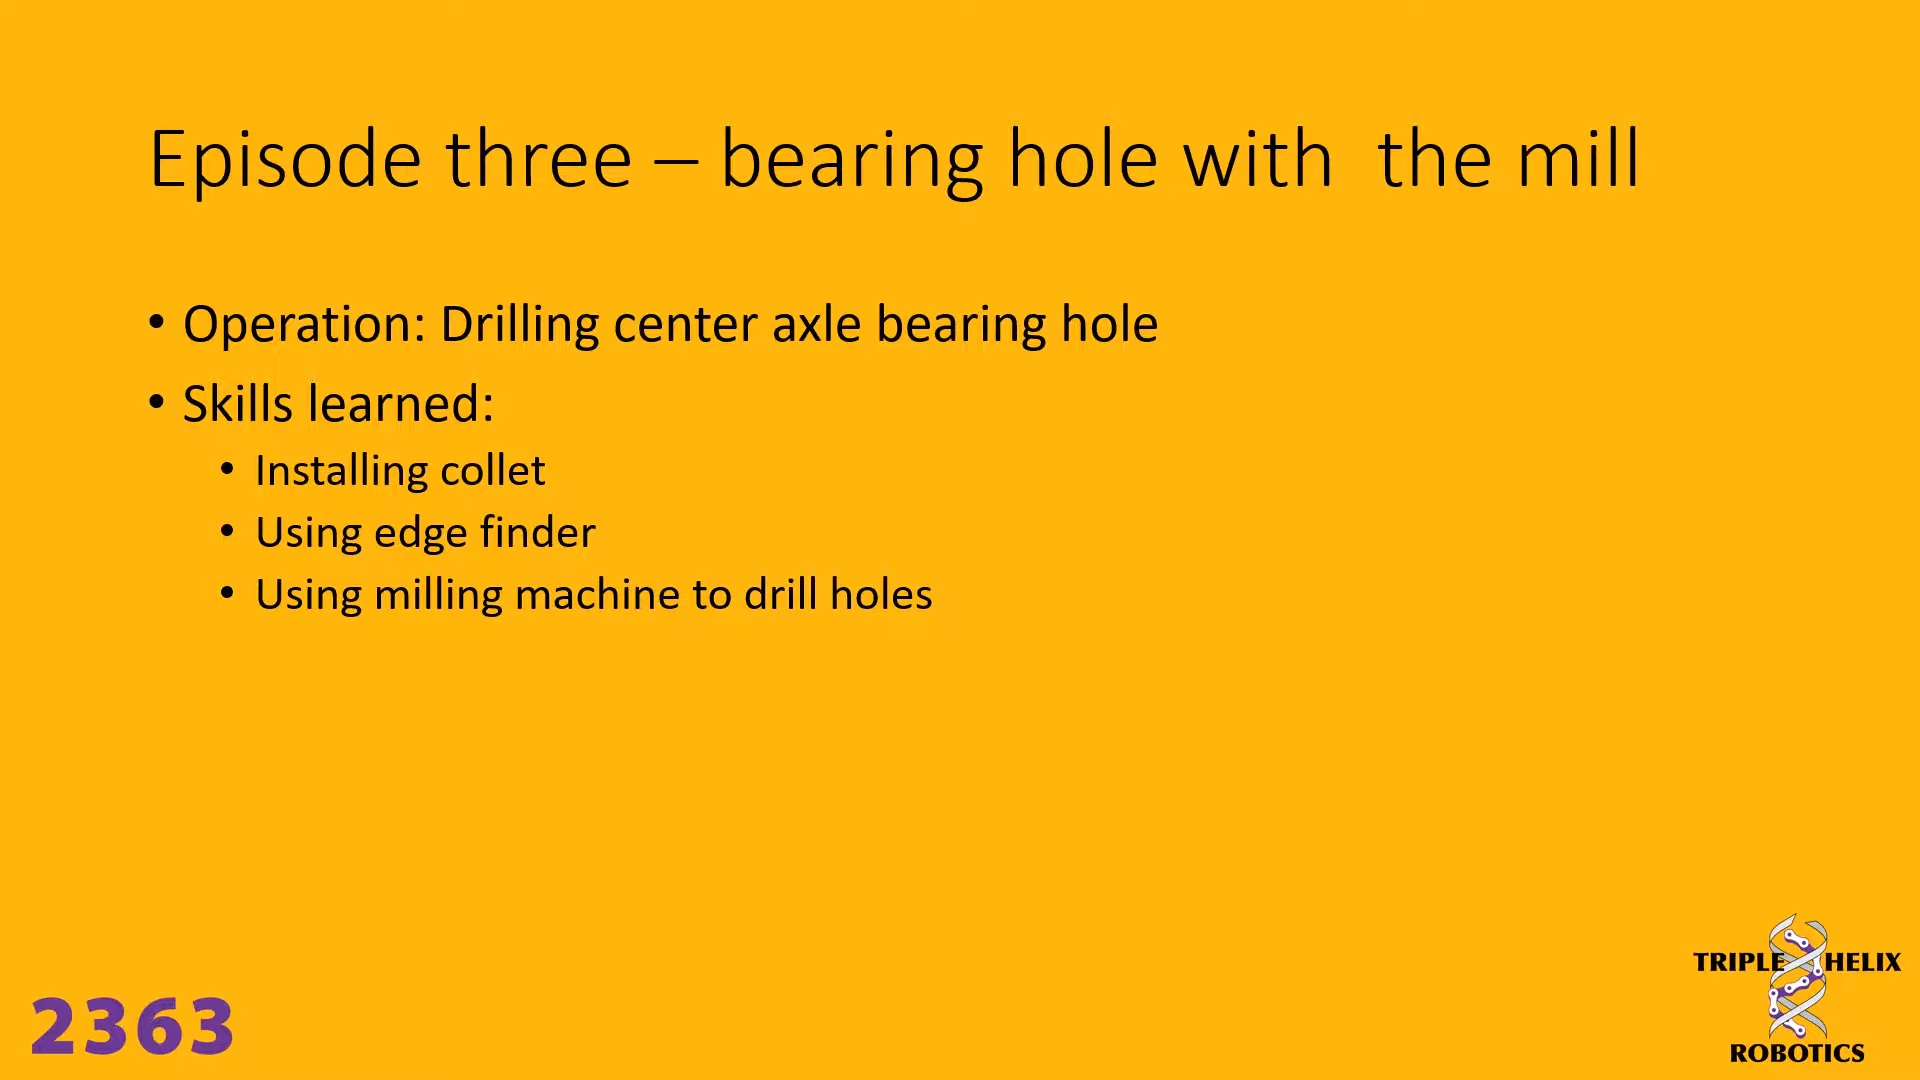 Episode three – bearing hole with  the mill
• Operation: Drilling center axle bearing hole
• Skills learned:
• Installing collet
• Using edge finder
• Using milling machine to drill holes
2363
TRIPLE HELIX
ROBOTICS